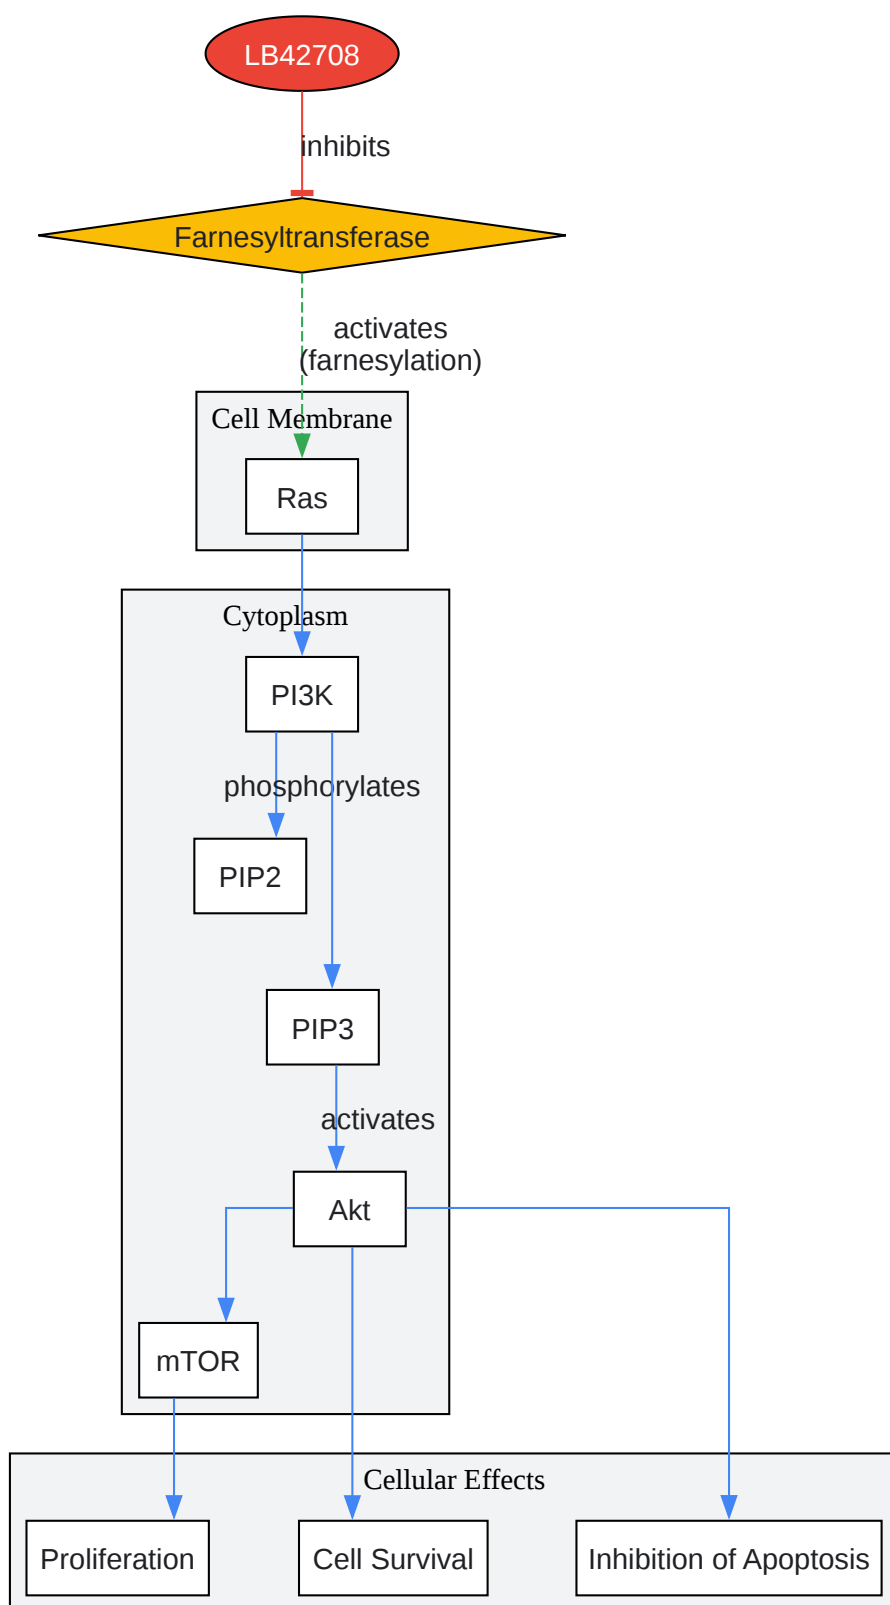 LB42708
inhibits
Farnesyltransferase
activates
(farnesylation)
Cell Membrane
Ras
Cytoplasm
PI3K
phosphorylates
PIP2
PIP3
activates
Akt
mTOR
Cellular Effects
Proliferation
Cell Survival
Inhibition of Apoptosis